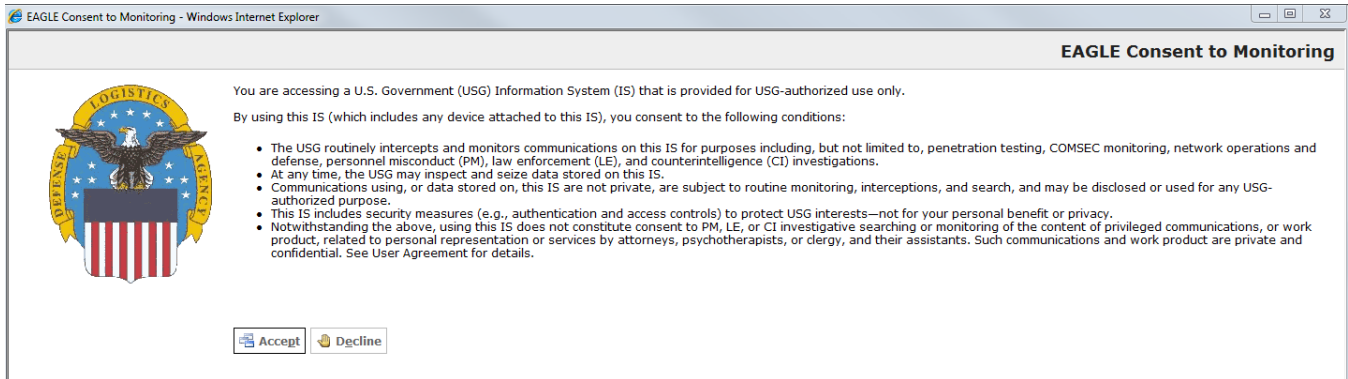 EAGLE Consent to Monitoring - Windows Internet Explorer
EAGLE Consent to Monitoring
DEFENSE LOGISTICS AGENCY
You are accessing a U.S. Government (USG) Information System (IS) that is provided for USG-authorized use only.
By using this IS (which includes any device attached to this IS), you consent to the following conditions:
• The USG routinely intercepts and monitors communications on this IS for purposes including, but not limited to, penetration testing, COMSEC monitoring, network operations and
defense, personnel misconduct (PM), law enforcement (LE), and counterintelligence (CI) investigations.
• At any time, the USG may inspect and seize data stored on this IS.
• Communications using, or data stored on, this IS are not private, are subject to routine monitoring, interceptions, and search, and may be disclosed or used for any USG-
authorized purpose.
• This IS includes security measures (e.g., authentication and access controls) to protect USG interests—not for your personal benefit or privacy.
• Notwithstanding the above, using this IS does not constitute consent to PM, LE, or CI investigative searching or monitoring of the content of privileged communications, or work
product, related to personal representation or services by attorneys, psychotherapists, or clergy, and their assistants. Such communications and work product are private and
confidential. See User Agreement for details.
Accept Decline